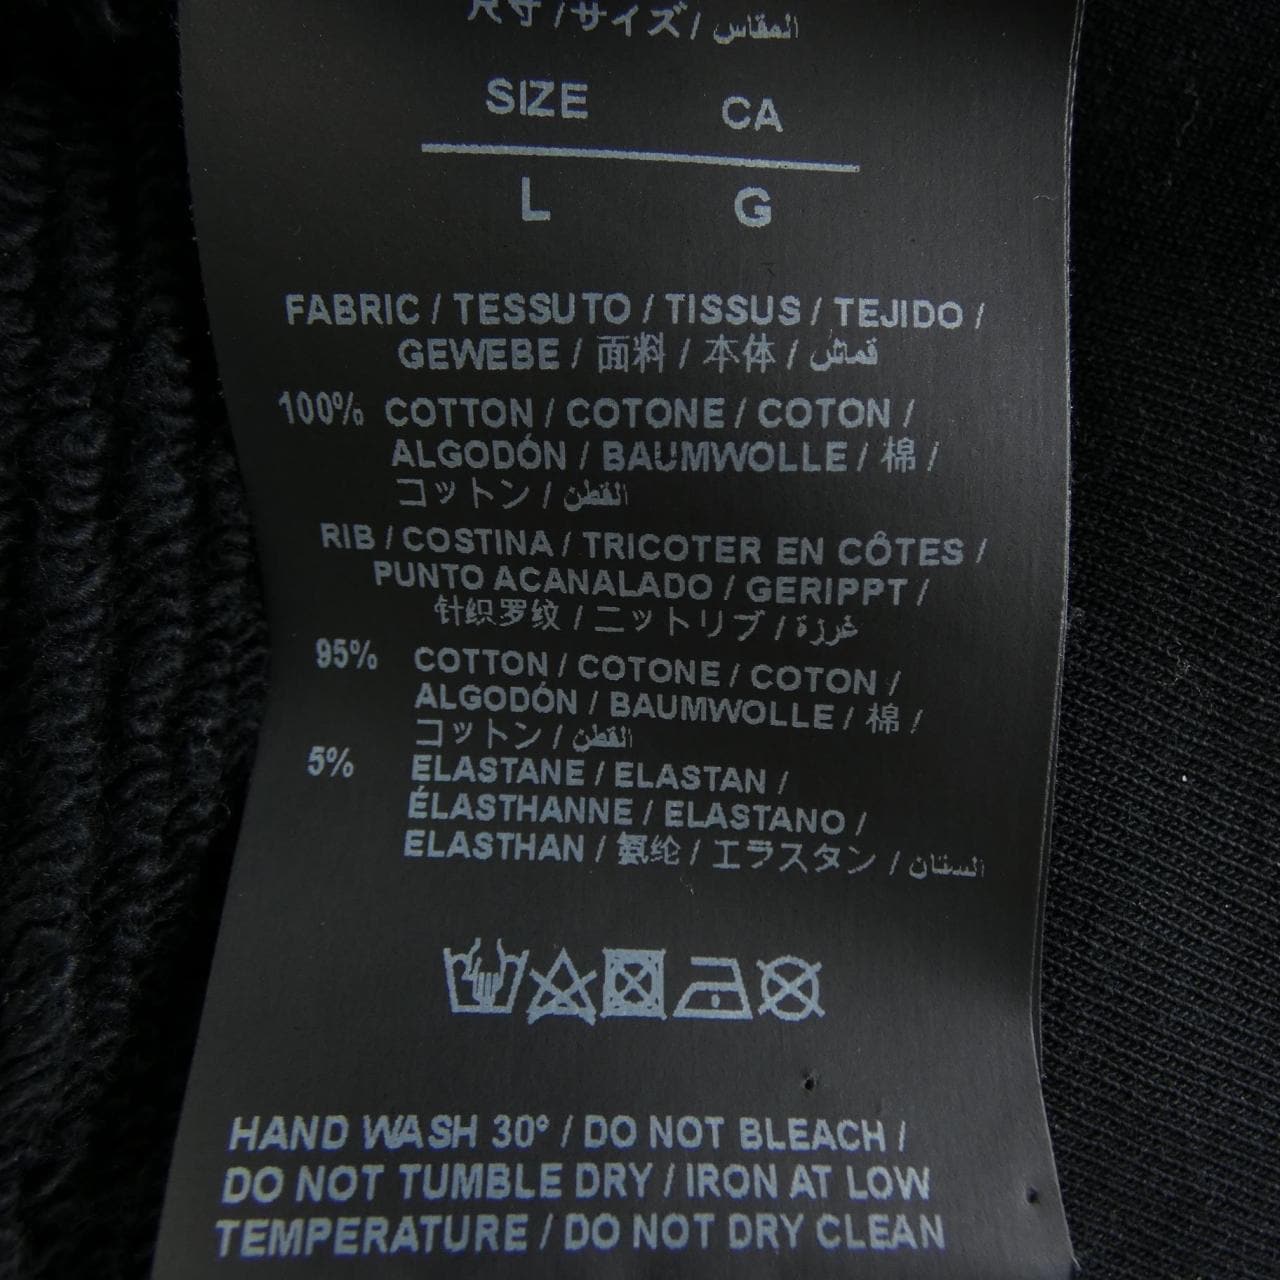 尺寸 / サイズ / المقاس
SIZE CA
L G
FABRIC / TESSUTO / TISSUS / TEJIDO /
GEWEBE / 面料 / 本体 / قماش
100% COTTON / COTONE / COTON /
ALGODÓN / BAUMWOLLE / 棉 /
コットン / القطن
RIB / COSTINA / TRICOTER EN CÔTES /
PUNTO ACANALADO / GERIPPT /
针织罗纹 / ニットリブ / غرزة
95% COTTON / COTONE / COTON /
ALGODÓN / BAUMWOLLE / 棉 /
コットン / القطن
5% ELASTANE / ELASTAN /
ÉLASTHANNE / ELASTANO /
ELASTHAN / 氨纶 / エラスタン /
HAND WASH 30° / DO NOT BLEACH /
DO NOT TUMBLE DRY / IRON AT LOW
TEMPERATURE / DO NOT DRY CLEAN